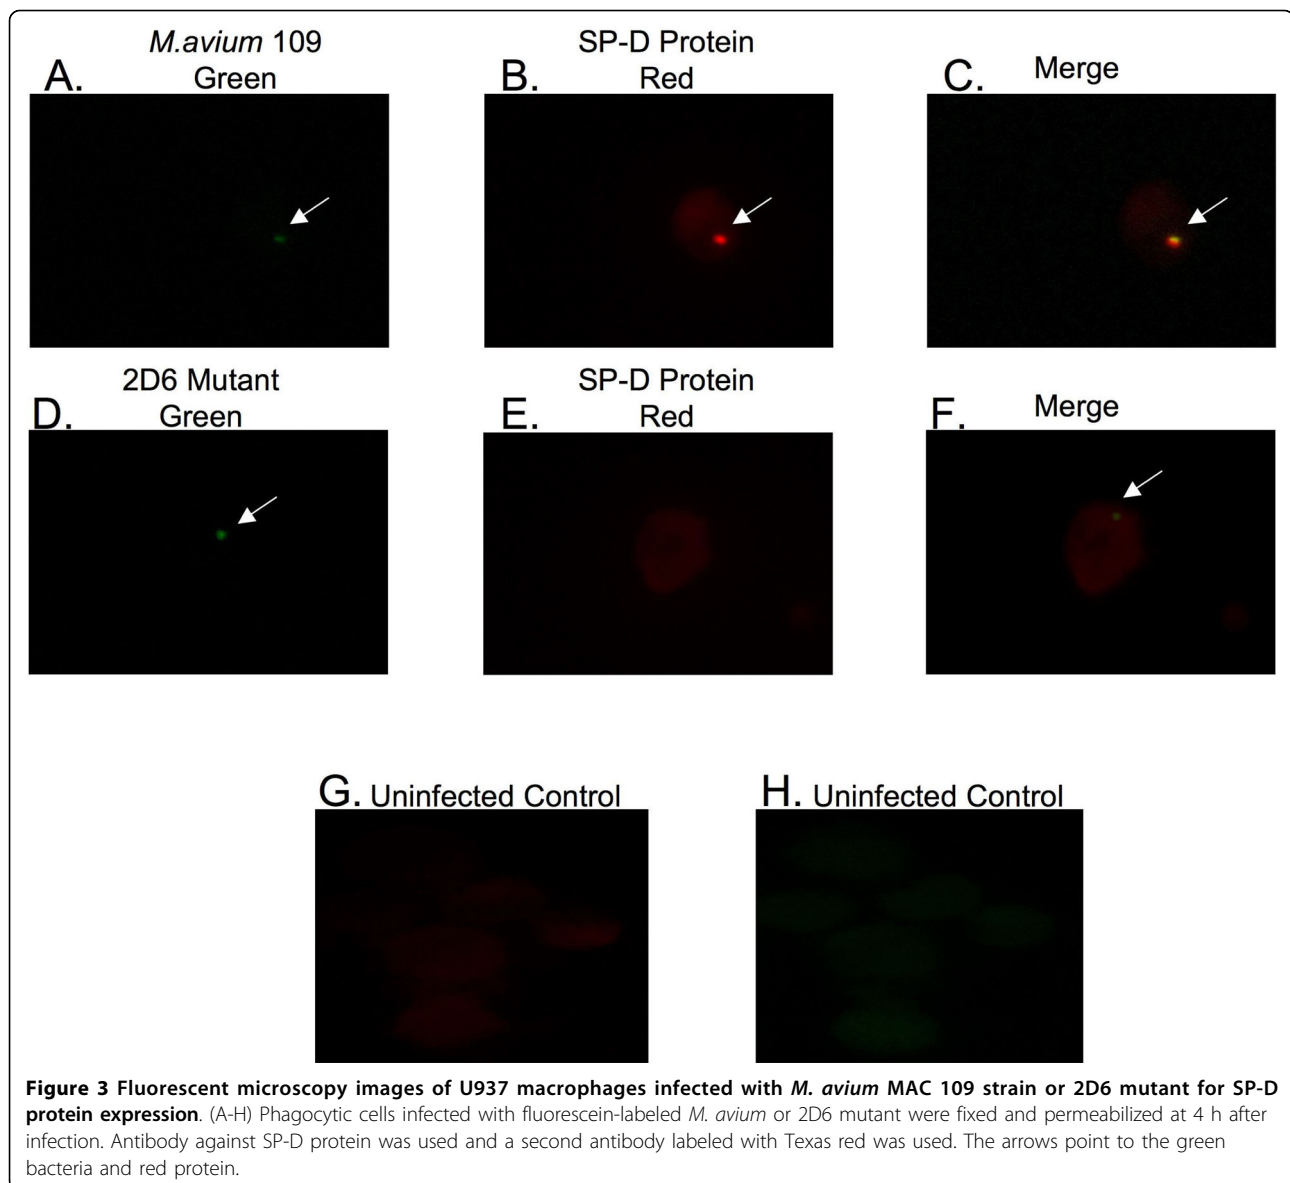 M.avium 109
A. Green
SP-D Protein
B. Red
C. Merge
2D6 Mutant
D. Green
SP-D Protein
E. Red
F. Merge
G. Uninfected Control
H. Uninfected Control
Figure 3 Fluorescent microscopy images of U937 macrophages infected with M. avium MAC 109 strain or 2D6 mutant for SP-D
protein expression. (A-H) Phagocytic cells infected with fluorescein-labeled M. avium or 2D6 mutant were fixed and permeabilized at 4 h after
infection. Antibody against SP-D protein was used and a second antibody labeled with Texas red was used. The arrows point to the green
bacteria and red protein.